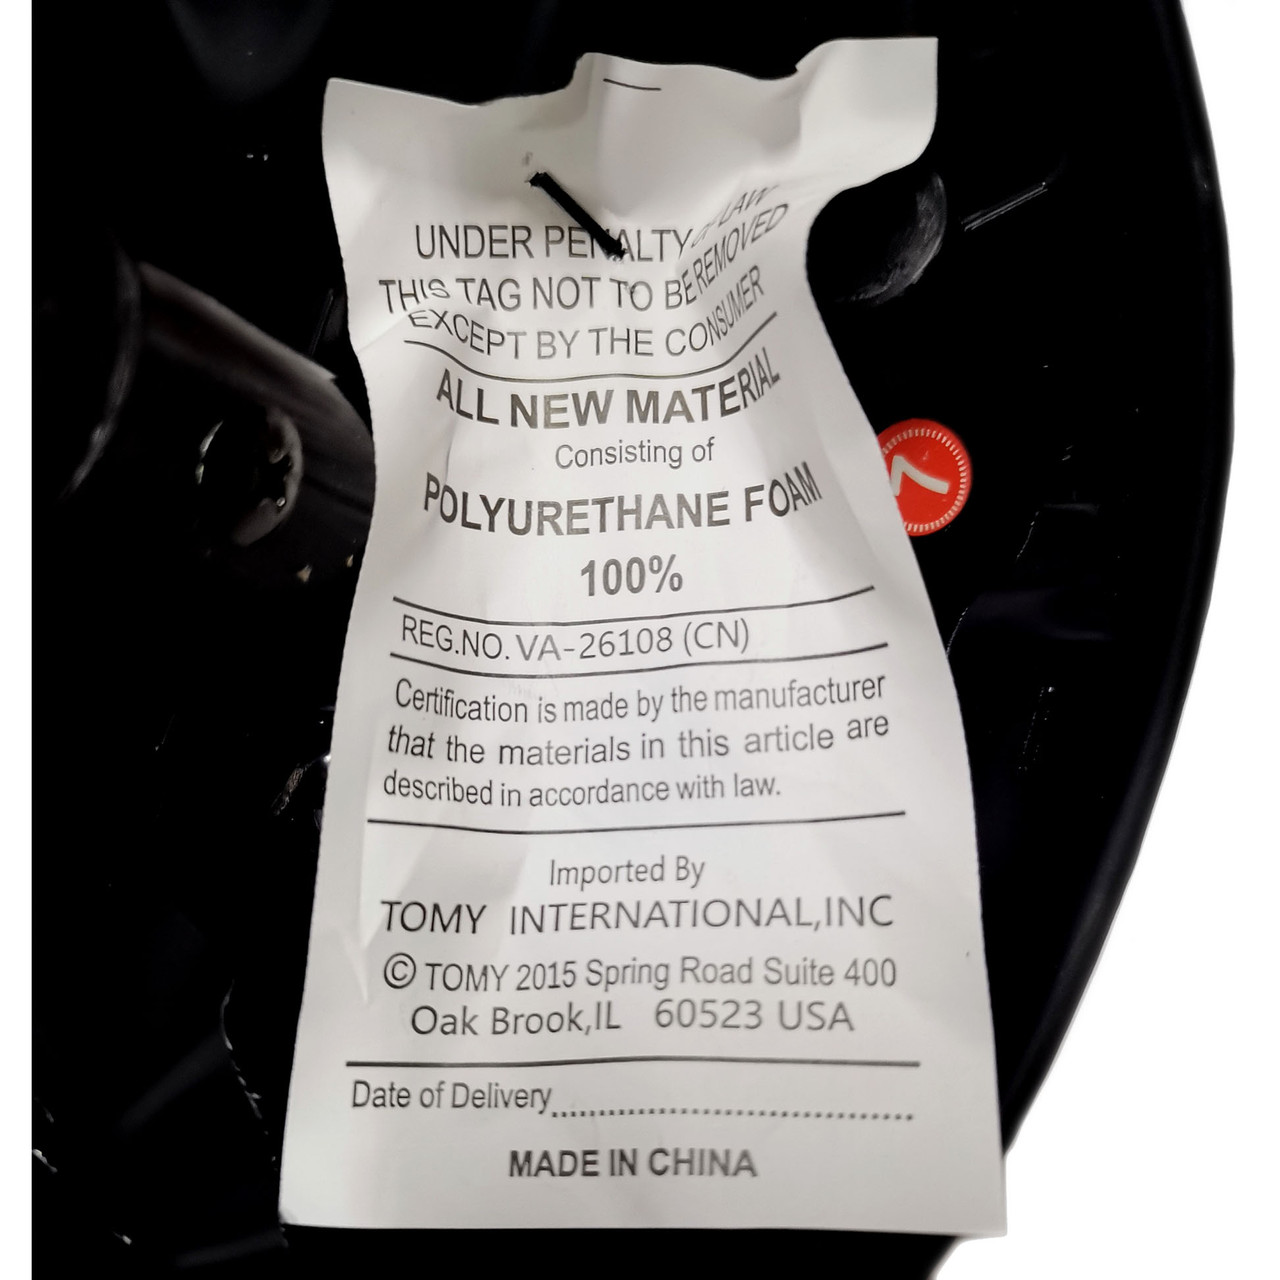 UNDER PENALTY OF LAW
THIS TAG NOT TO BE REMOVED
EXCEPT BY THE CONSUMER
ALL NEW MATERIAL
Consisting of
POLYURETHANE FOAM
100%
REG.NO. VA-26108 (CN)
Certification is made by the manufacturer
that the materials in this article are
described in accordance with law.
Imported By
TOMY INTERNATIONAL,INC
© TOMY 2015 Spring Road Suite 400
Oak Brook,IL 60523 USA
Date of Delivery
MADE IN CHINA